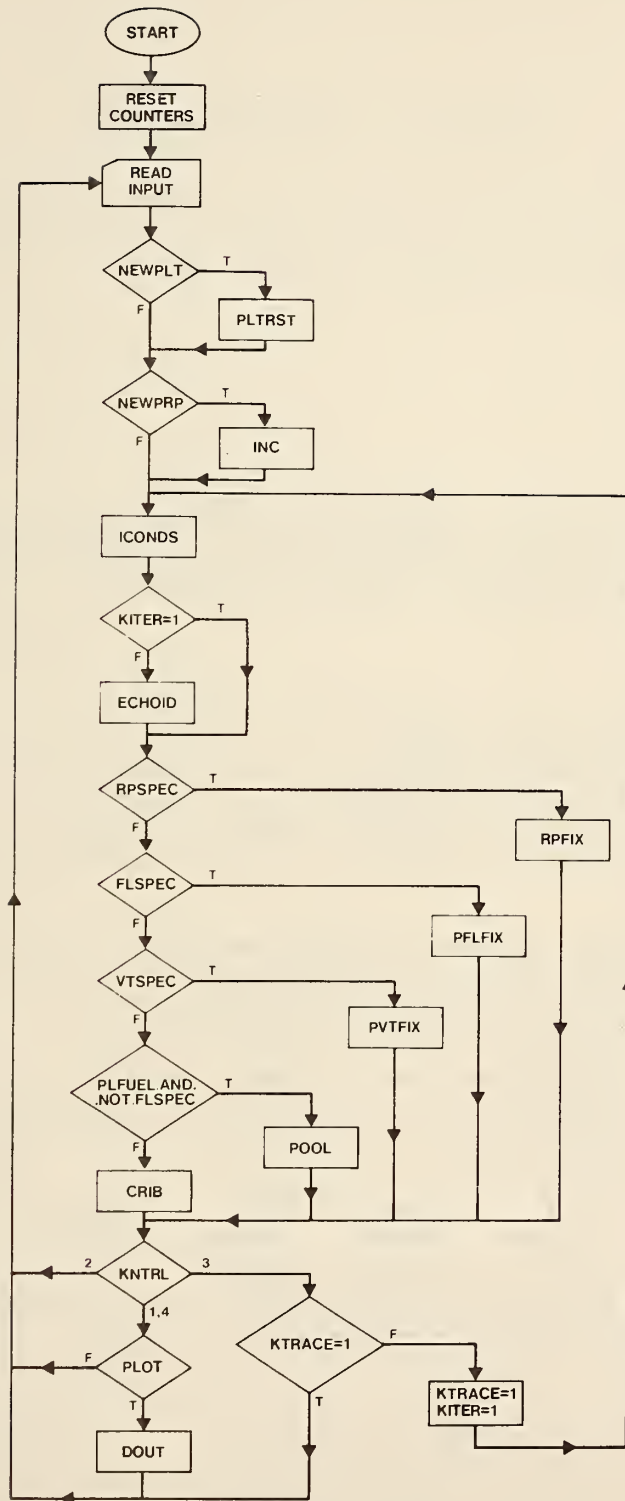 START
RESET
COUNTERS
READ
INPUT
NEWPLT
T
F
PLTRST
NEWPRP
T
F
INC
ICONDS
KITER=1
T
F
ECHOID
RPSPEC
T
F
RPFIX
FLSPEC
T
F
PFLFIX
VTSPEC
T
F
PVTFIX
PLFUEL.AND.
.NOT.FLSPEC
T
F
POOL
CRIB
KNTRL
2
3
1,4
PLOT
F
T
KTRACE=1
F
T
KTRACE=1
KITER=1
DOUT